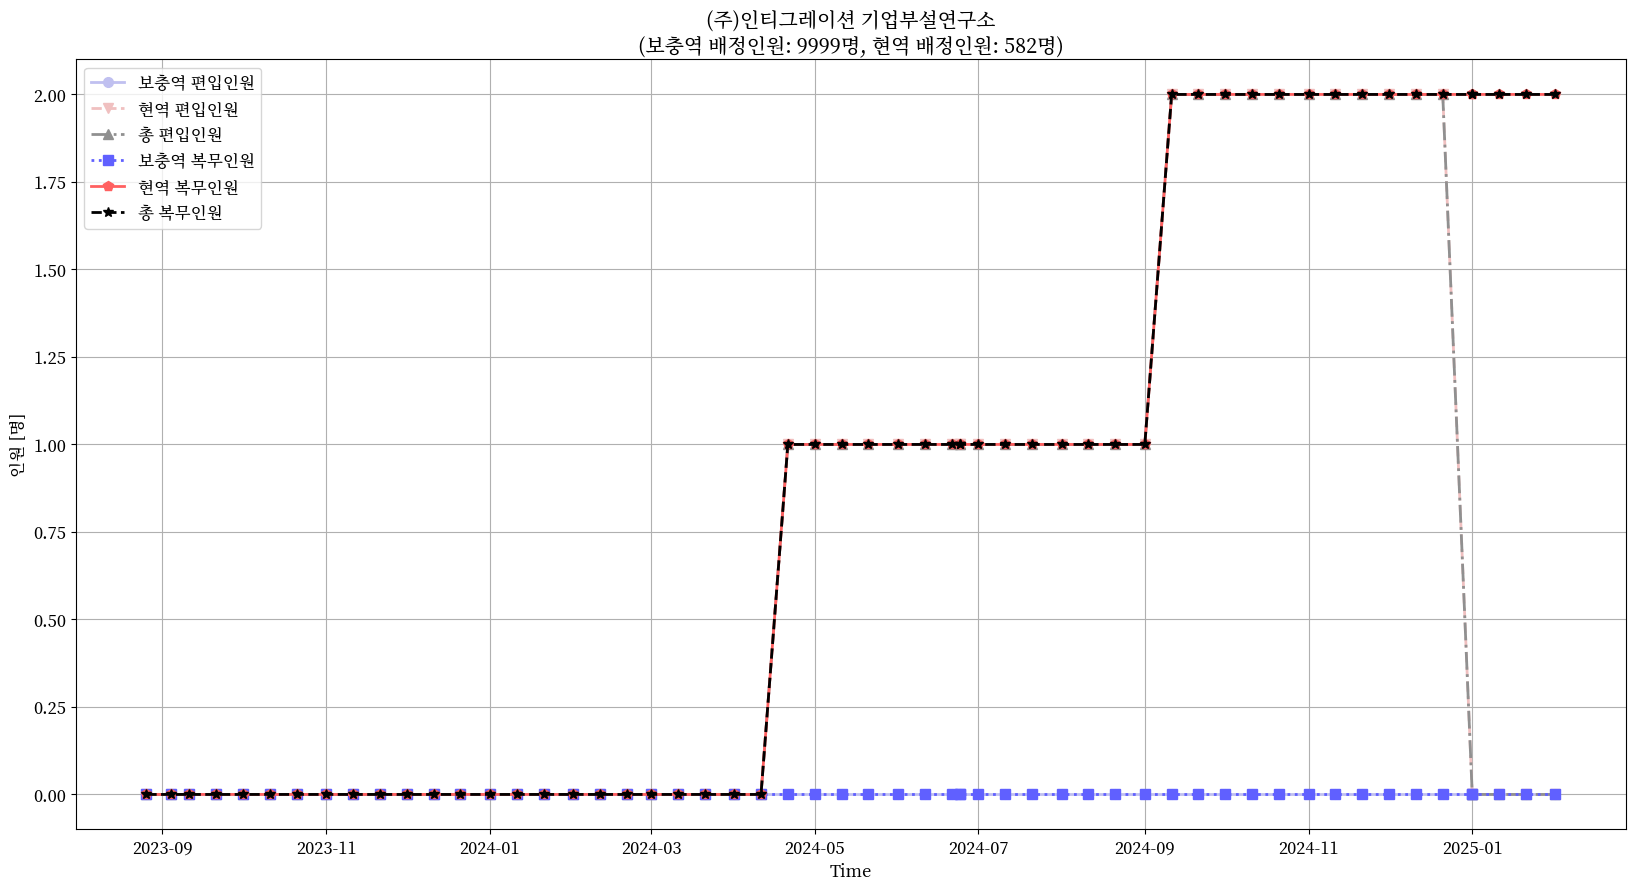 (주)인티그레이션 기업부설연구소
(보충역 배정인원: 9999명, 현역 배정인원: 582명)
보충역 편입인원
현역 편입인원
총 편입인원
보충역 복무인원
현역 복무인원
총 복무인원
2.00
1.75
1.50
1.25
1.00
0.75
0.50
0.25
0.00
인원 [명]
2023-09
2023-11
2024-01
2024-03
2024-05
2024-07
2024-09
2024-11
2025-01
Time